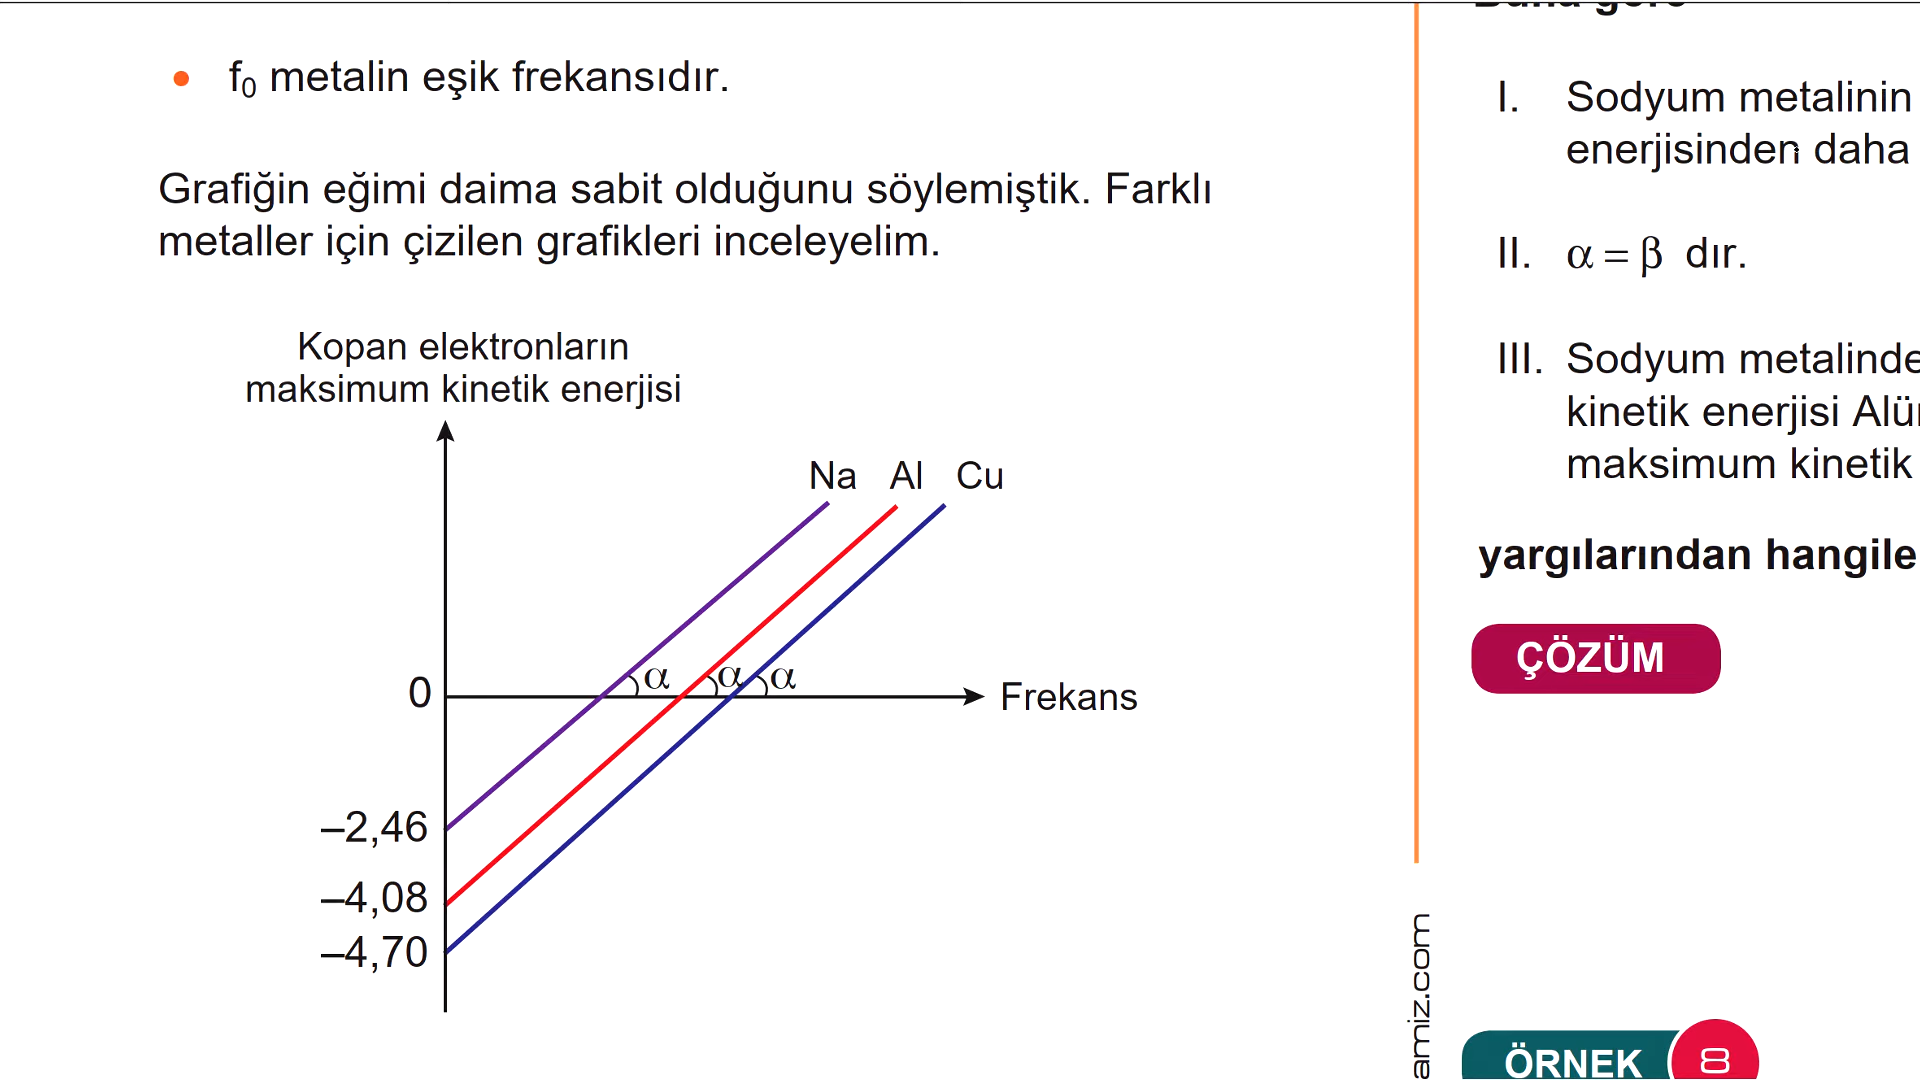 • f₀ metalin eşik frekansıdır.
Grafiğin eğimi daima sabit olduğunu söylemiştik. Farklı
metaller için çizilen grafikleri inceleyelim.
Kopan elektronların
maksimum kinetik enerjisi
Na Al Cu
α α α
0
Frekans
–2,46
–4,08
–4,70
I. Sodyum metalinin
enerjisinden daha
II. α = β dır.
III. Sodyum metalinde
kinetik enerjisi
maksimum kinetik
yargılarından
ÇÖZÜM
amiz.com
ÖRNEK 8